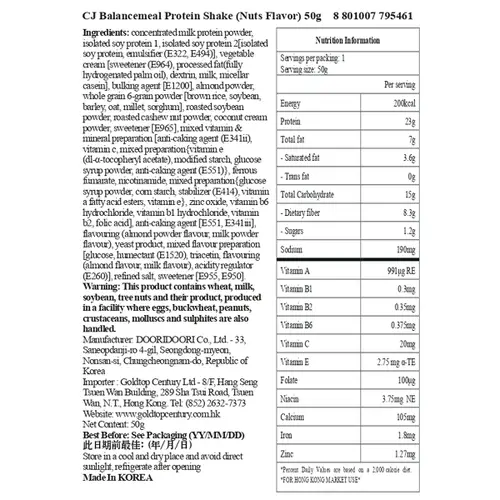 CJ Balancemeal Protein Shake (Nuts Flavor) 50g 8 801007 795461
Ingredients: concentrated milk protein powder,
isolated soy protein 1, isolated soy protein 2[isolated
soy protein, emulsifier (E322, E494)], vegetable
cream [sweetener (E964), processed fat(fully
hydrogenated palm oil), dextrin, milk, micellar
casein], bulking agent [E1200], almond powder,
whole grain 6-grain powder [brown rice, soybean,
barley, oat, millet, sorghum], roasted soybean
powder, roasted cashew nut powder, coconut cream
powder, sweetener [E965], mixed vitamin &
mineral preparation [anti-caking agent (E341ii),
vitamin c, mixed preparation{vitamin e
(dl-α-tocopheryl acetate), modified starch, glucose
syrup powder, anti-caking agent (E551)}, ferrous
fumarate, nicotinamide, mixed preparation{glucose
syrup powder, corn starch, stabilizer (E414), vitamin
a fatty acid esters, vitamin e}, zinc oxide, vitamin b6
hydrochloride, vitamin b1 hydrochloride, vitamin
b2, folic acid], anti-caking agent [E551, E341iii],
flavouring (almond powder flavour, milk powder
flavour), yeast product, mixed flavour preparation
[glucose, humectant (E1520), triacetin, flavouring
(almond flavour, milk flavour), acidity regulator
(E260)], refined salt, sweetener [E955, E950].
Warning: This product contains wheat, milk,
soybean, tree nuts and their product, produced
in a facility where eggs, buckwheat, peanuts,
crustaceans, molluscs and sulphites are also
handled.
Manufacturer: DOORIDOORI Co., Ltd. - 33,
Saneopdanji-ro 4-gil, Seongdong-myeon,
Nonsan-si, Chungcheongnam-do, Republic of
Korea
Importer : Goldtop Century Ltd - 8/F, Hang Seng
Tsuen Wan Building, 289 Sha Tsui Road, Tsuen
Wan, N.T., Hong Kong. Tel: (852) 2632-7373
Website: www.goldtopcentury.com.hk
Net Content: 50g
Best Before: See Packaging (YY/MM/DD)
此日期前最佳: (年/月/日)
Store in a cool and dry place and avoid direct
sunlight, refrigerate after opening
Made In KOREA
Nutrition Information
Servings per packing: 1
Serving size: 50g
Per serving
Energy 200kcal
Protein 23g
Total fat 7g
- Saturated fat 3.6g
- Trans fat 0g
Total Carbohydrate 15g
- Dietary fiber 8.3g
- Sugars 1.2g
Sodium 190mg
Vitamin A 991µg RE
Vitamin B1 0.3mg
Vitamin B2 0.35mg
Vitamin B6 0.375mg
Vitamin C 20mg
Vitamin E 2.75 mg α-TE
Folate 100µg
Niacin 3.75mg NE
Calcium 105mg
Iron 1.8mg
Zinc 1.27mg
*Percent Daily Values are based on a 2,000 calorie diet.
*FOR HONG KONG MARKET USE*